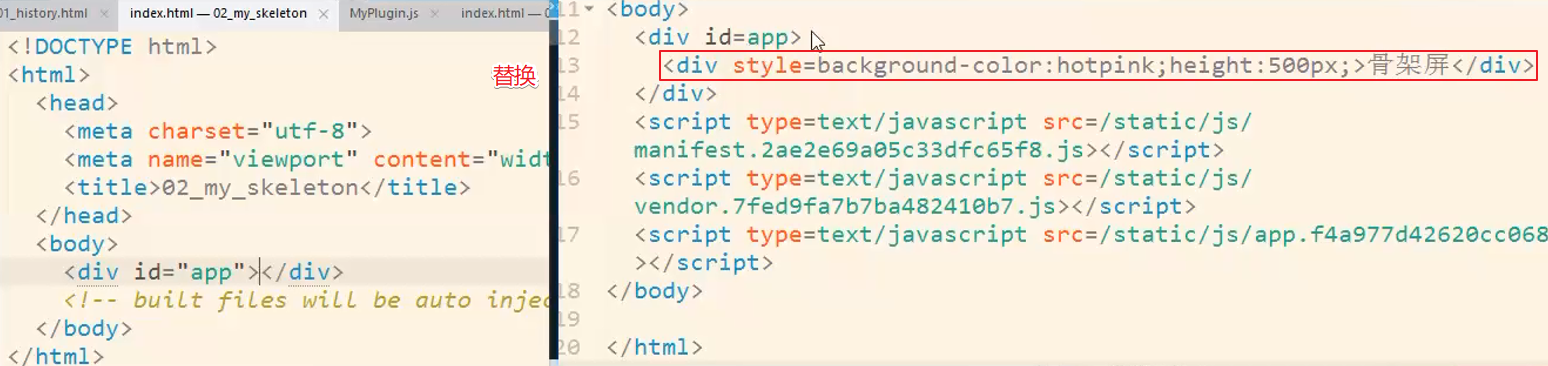 01_history.html × index.html — 02_my_skeleton × MyPlugin.js × index.html — 0
<!DOCTYPE html>
<html>
替换
<head>
<meta charset="utf-8">
<meta name="viewport" content="widt
<title>02_my_skeleton</title>
</head>
<body>
<div id="app"></div>
<!-- built files will be auto injec
</body>
</html>
11 <body>
12 <div id=app>
13 <div style=background-color:hotpink;height:500px;>骨架屏</div>
14 </div>
15 <script type=text/javascript src=/static/js/
manifest.2ae2e69a05c33dfc65f8.js></script>
16 <script type=text/javascript src=/static/js/
vendor.7fed9fa7b7ba482410b7.js></script>
17 <script type=text/javascript src=/static/js/app.f4a977d42620cc068
></script>
18 </body>
19
20 </html>